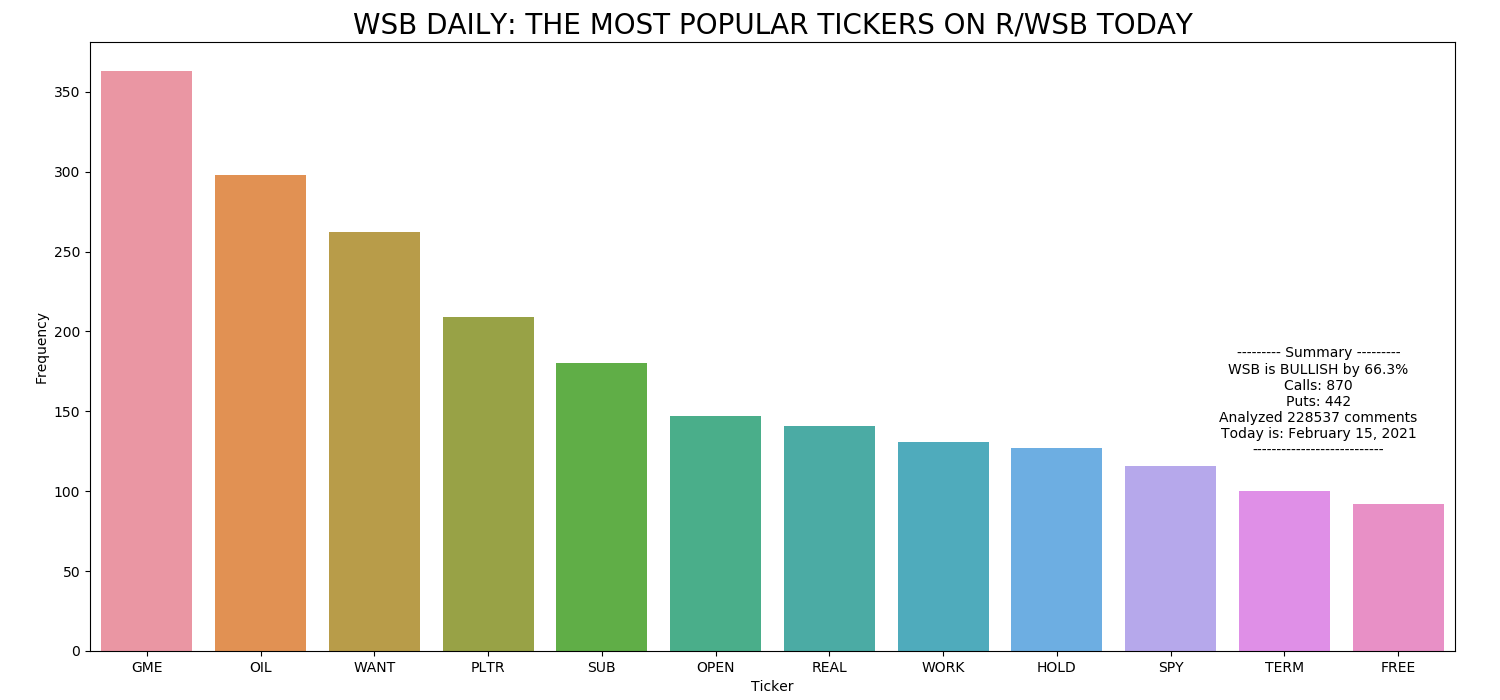 WSB DAILY: THE MOST POPULAR TICKERS ON R/WSB TODAY
350
300
250
200
150
100
50
0
Frequency
--------- Summary ---------
WSB is BULLISH by 66.3%
Calls: 870
Puts: 442
Analyzed 228537 comments
Today is: February 15, 2021
---------------------------
GME OIL WANT PLTR SUB OPEN REAL WORK HOLD SPY TERM FREE
Ticker